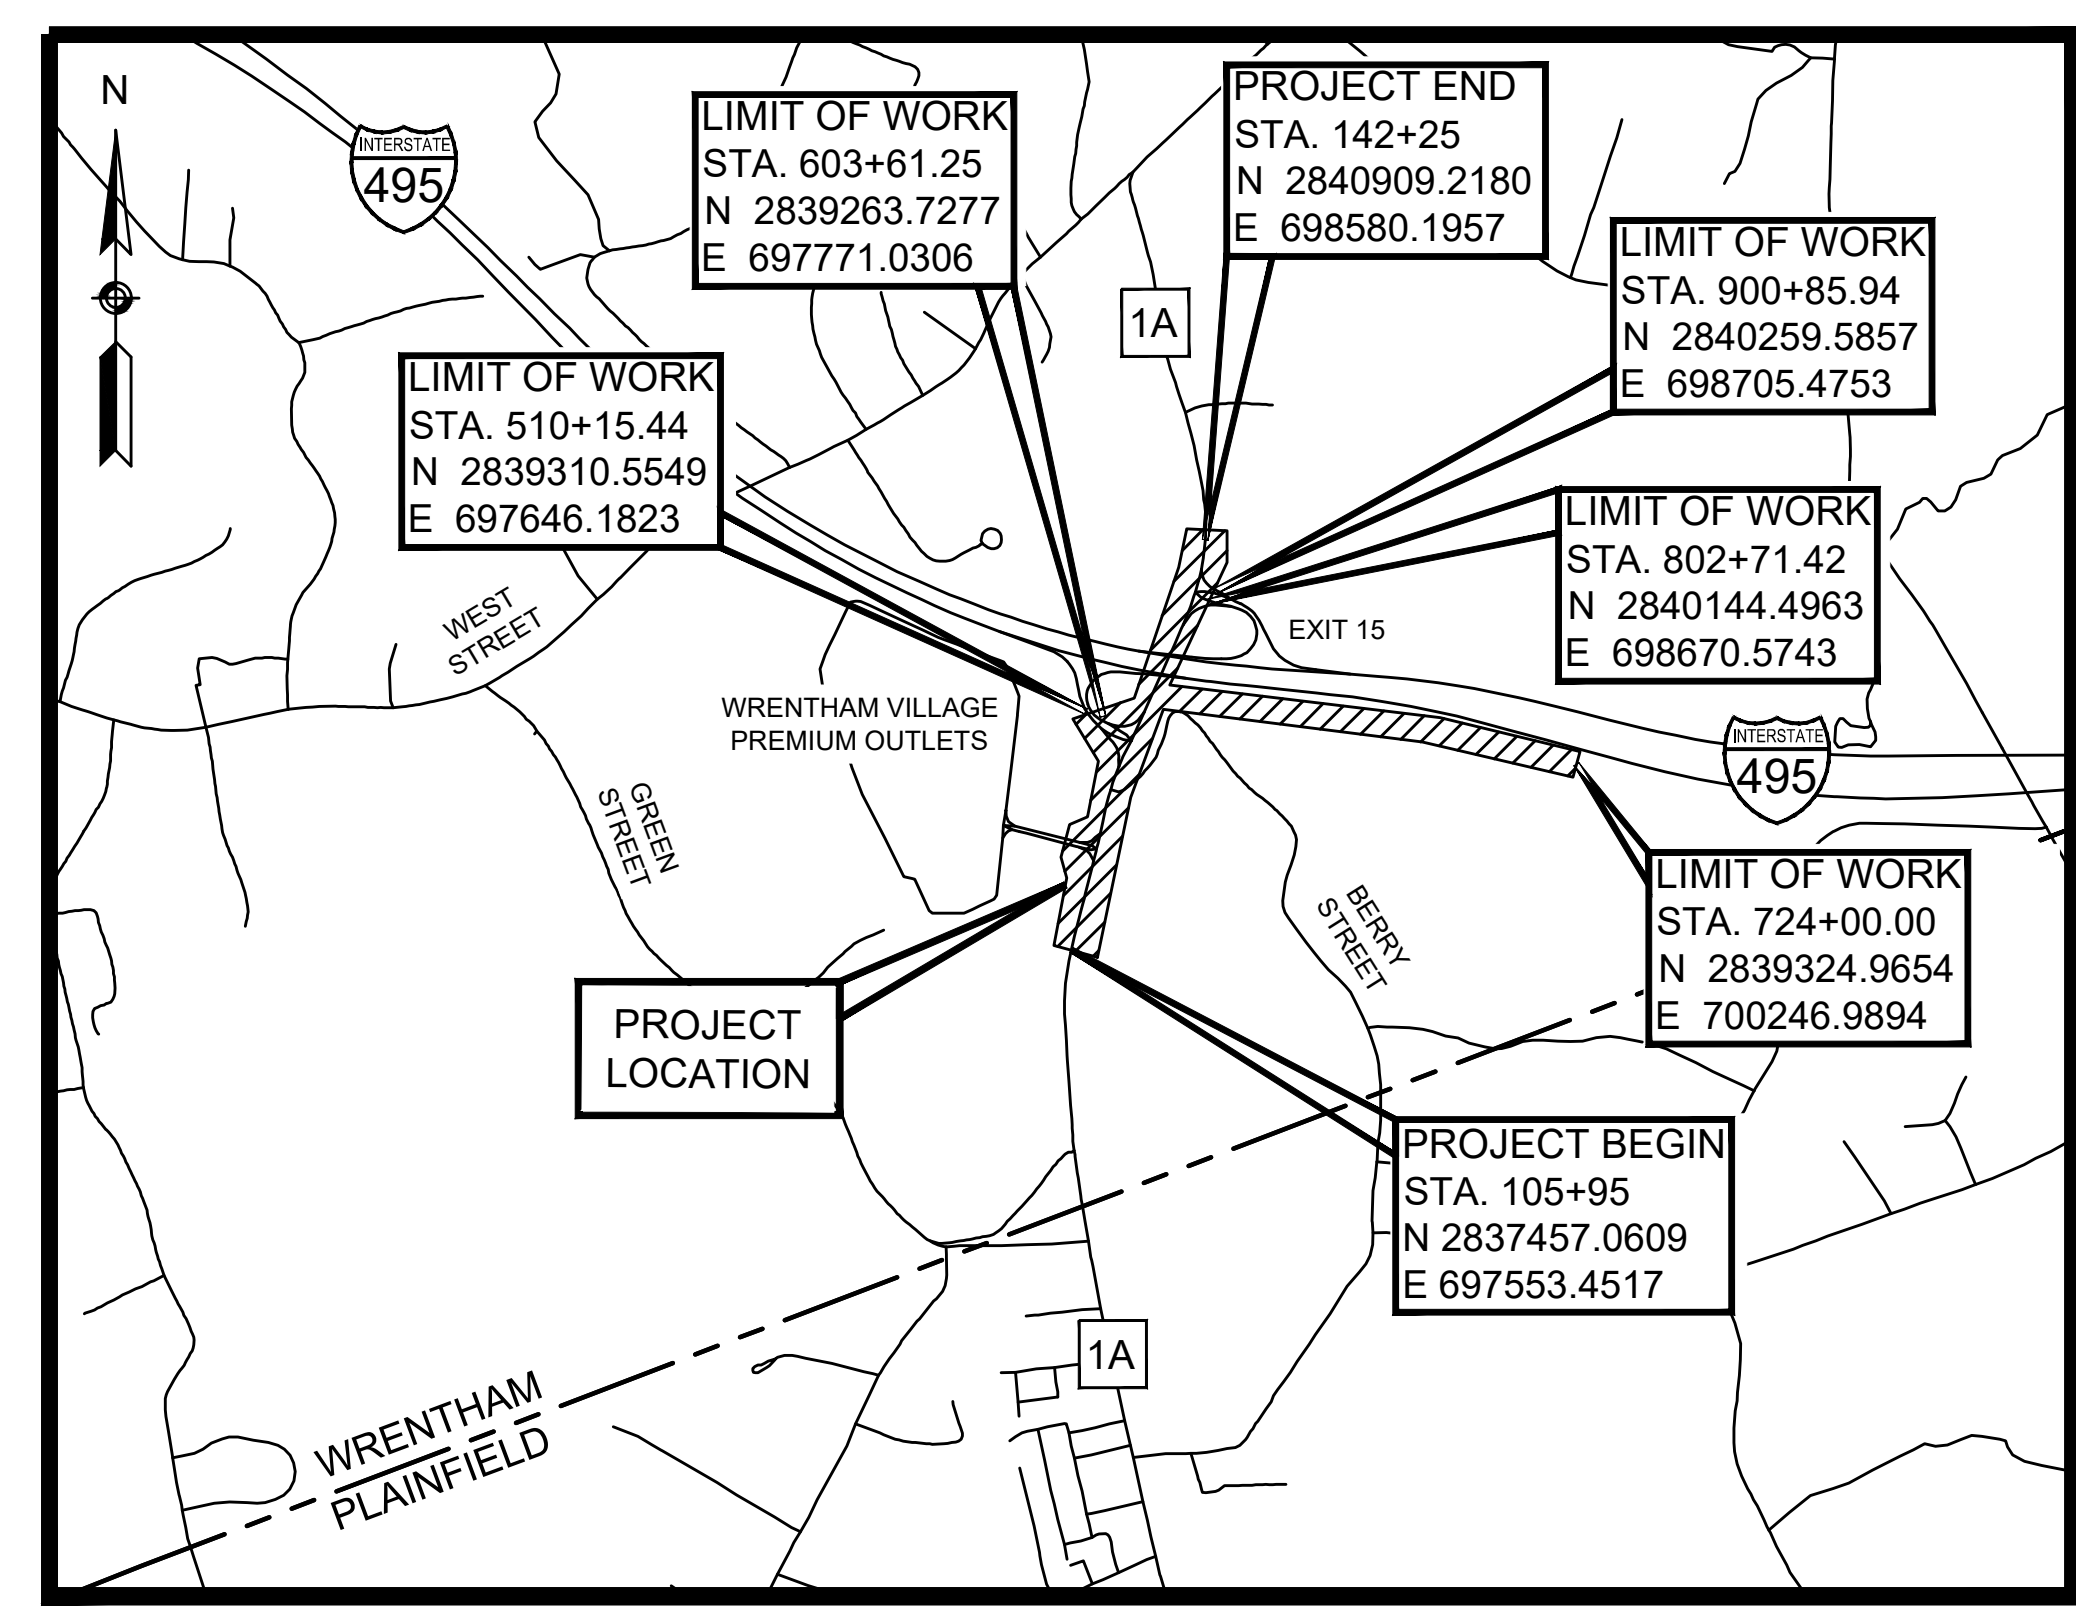 N
INTERSTATE
495
LIMIT OF WORK
STA. 603+61.25
N 2839263.7277
E 697771.0306
PROJECT END
STA. 142+25
N 2840909.2180
E 698580.1957
LIMIT OF WORK
STA. 900+85.94
N 2840259.5857
E 698705.4753
1A
LIMIT OF WORK
STA. 510+15.44
N 2839310.5549
E 697646.1823
LIMIT OF WORK
STA. 802+71.42
N 2840144.4963
E 698670.5743
WEST
STREET
EXIT 15
WRENTHAM VILLAGE
PREMIUM OUTLETS
INTERSTATE
495
GREEN
STREET
LIMIT OF WORK
STA. 724+00.00
N 2839324.9654
E 700246.9894
BERRY
STREET
PROJECT
LOCATION
PROJECT BEGIN
STA. 105+95
N 2837457.0609
E 697553.4517
1A
WRENTHAM
PLAINFIELD